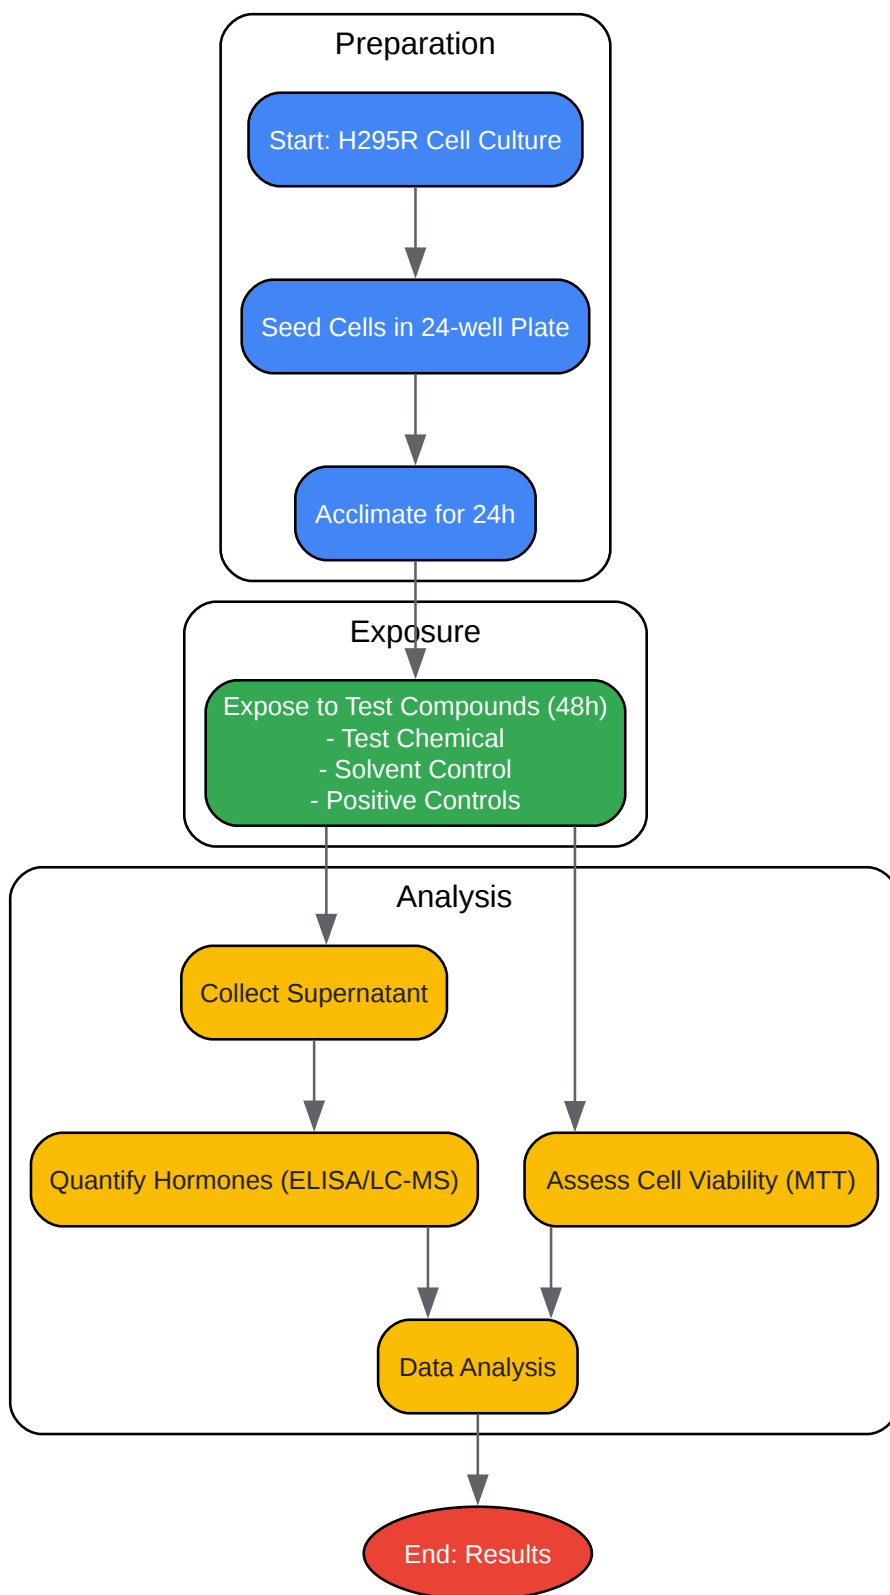 Preparation
Start: H295R Cell Culture
Seed Cells in 24-well Plate
Acclimate for 24h
Exposure
Expose to Test Compounds (48h)
- Test Chemical
- Solvent Control
- Positive Controls
Analysis
Collect Supernatant
Quantify Hormones (ELISA/LC-MS)
Assess Cell Viability (MTT)
Data Analysis
End: Results